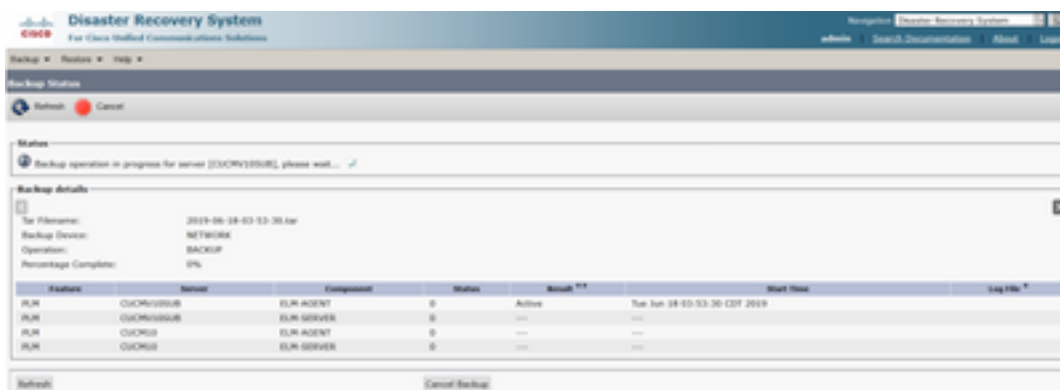 cisco
Disaster Recovery System
For Cisco Unified Communications Solutions
Navigation Disaster Recovery System
admin Search Documentation About
Backup Restore Help
Backup Status
Refresh Cancel
Status
Backup operation in progress for server [CUCMV10SUB], please wait...
Backup details
Tar Filename: 2019-06-18-03-53-30.tar
Backup Device: NETWORK
Operation: BACKUP
Percentage Complete: 0%
Feature Server Component Status Result Start Time Log File
PLM CUCMV10SUB ELM-AGENT 0 Active Tue Jun 18 03:53:30 CDT 2019
PLM CUCMV10SUB ELM-SERVER 0 ---- ----
PLM CUCM10 ELM-AGENT 0 ---- ----
PLM CUCM10 ELM-SERVER 0 ---- ----
Refresh Cancel Backup